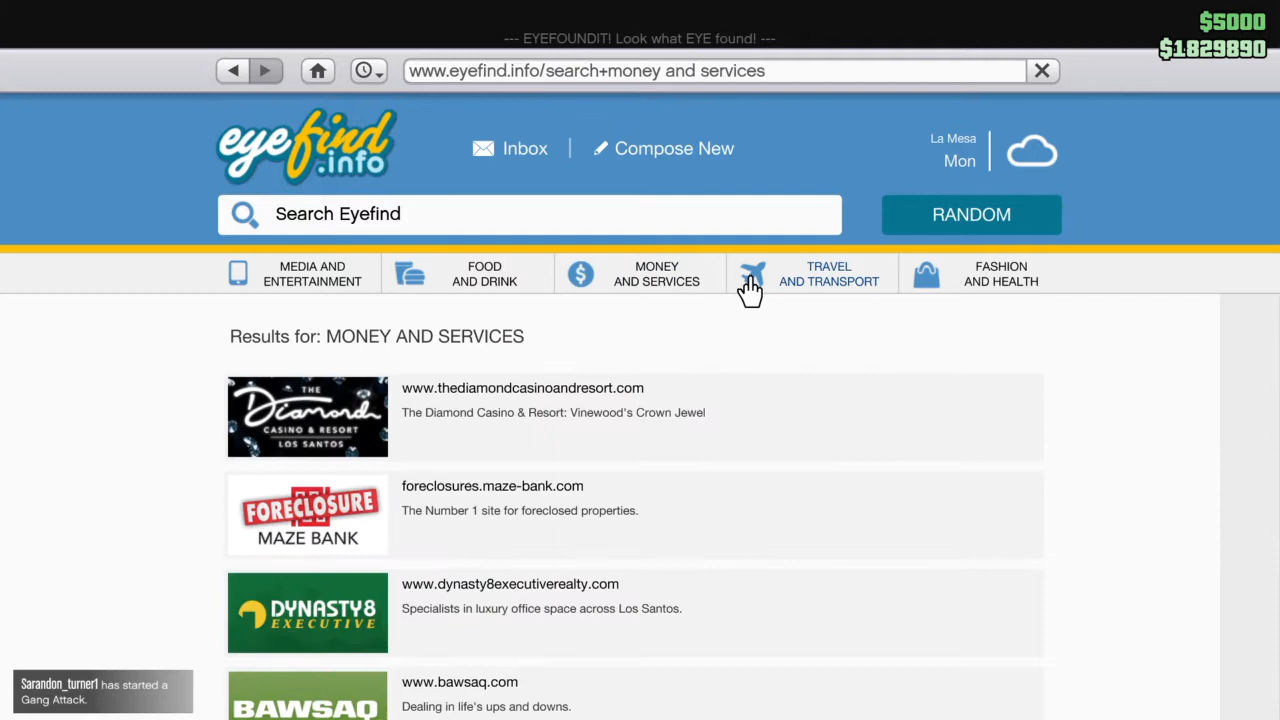 $5000
--- EYEFOUNDIT! Look what EYE found! ---
$1829890
www.eyefind.info/search+money and services
eyefind
.info
Inbox
Compose New
La Mesa
Mon
Search Eyefind
RANDOM
MEDIA AND
ENTERTAINMENT
FOOD
AND DRINK
MONEY
AND SERVICES
TRAVEL
AND TRANSPORT
FASHION
AND HEALTH
Results for: MONEY AND SERVICES
THE
Diamond
CASINO & RESORT
LOS SANTOS
www.thediamondcasinoandresort.com
The Diamond Casino & Resort: Vinewood's Crown Jewel
FORECLOSURE
MAZE BANK
foreclosures.maze-bank.com
The Number 1 site for foreclosed properties.
DYNASTY8
EXECUTIVE
www.dynasty8executiverealty.com
Specialists in luxury office space across Los Santos.
BAWSAQ
www.bawsaq.com
Dealing in life's ups and downs.
Sarandon_turner1 has started a
Gang Attack.